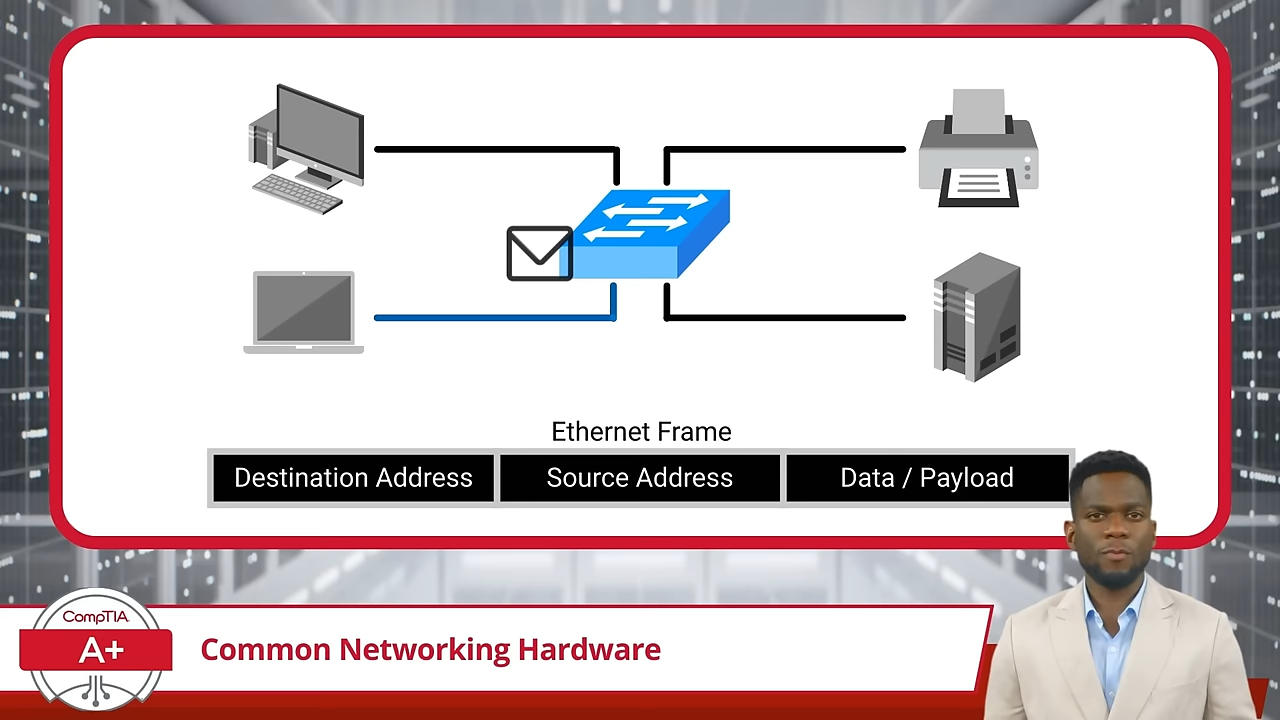 Ethernet Frame
Destination Address Source Address Data / Payload
CompTIA
A+
Common Networking Hardware